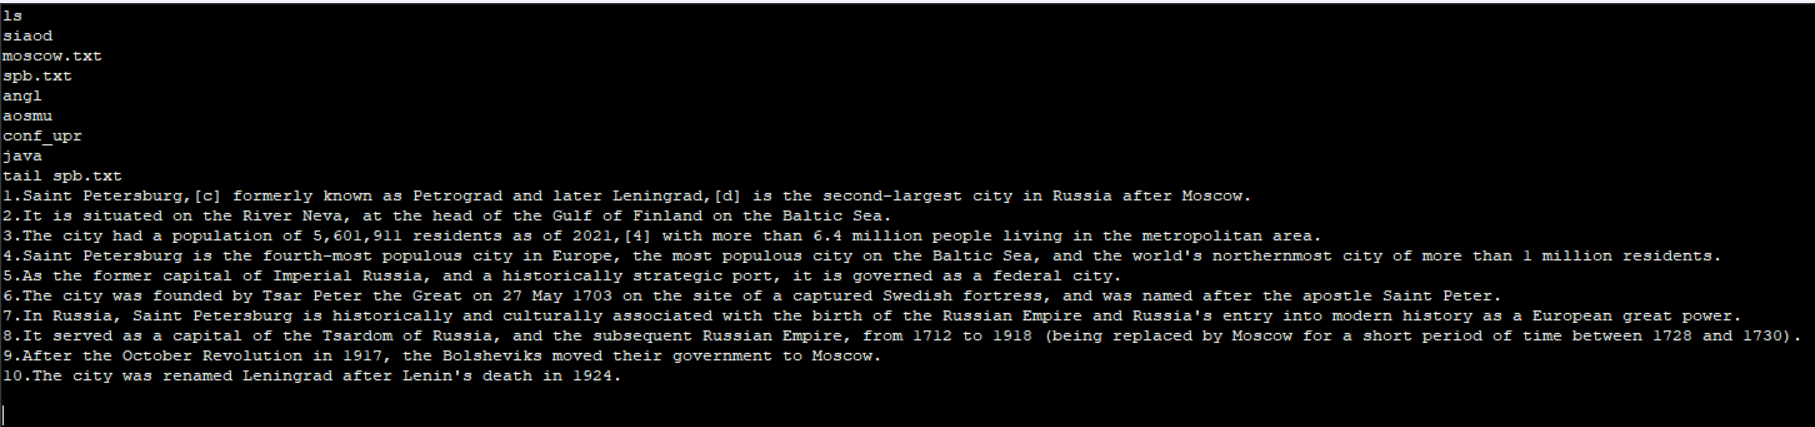 ls
siaod
moscow.txt
spb.txt
angl
aosmu
conf_upr
java
tail spb.txt
1.Saint Petersburg,[c] formerly known as Petrograd and later Leningrad,[d] is the second-largest city in Russia after Moscow.
2.It is situated on the River Neva, at the head of the Gulf of Finland on the Baltic Sea.
3.The city had a population of 5,601,911 residents as of 2021,[4] with more than 6.4 million people living in the metropolitan area.
4.Saint Petersburg is the fourth-most populous city in Europe, the most populous city on the Baltic Sea, and the world's northernmost city of more than 1 million residents.
5.As the former capital of Imperial Russia, and a historically strategic port, it is governed as a federal city.
6.The city was founded by Tsar Peter the Great on 27 May 1703 on the site of a captured Swedish fortress, and was named after the apostle Saint Peter.
7.In Russia, Saint Petersburg is historically and culturally associated with the birth of the Russian Empire and Russia's entry into modern history as a European great power.
8.It served as a capital of the Tsardom of Russia, and the subsequent Russian Empire, from 1712 to 1918 (being replaced by Moscow for a short period of time between 1728 and 1730).
9.After the October Revolution in 1917, the Bolsheviks moved their government to Moscow.
10.The city was renamed Leningrad after Lenin's death in 1924.